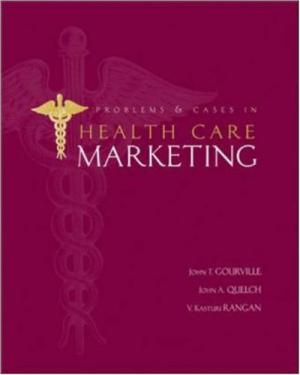 PROBLEMS & CASES IN
HEALTH CARE
MARKETING
JOHN T. GOURVILLE
JOHN A. QUELCH
V. KASTURI RANGAN